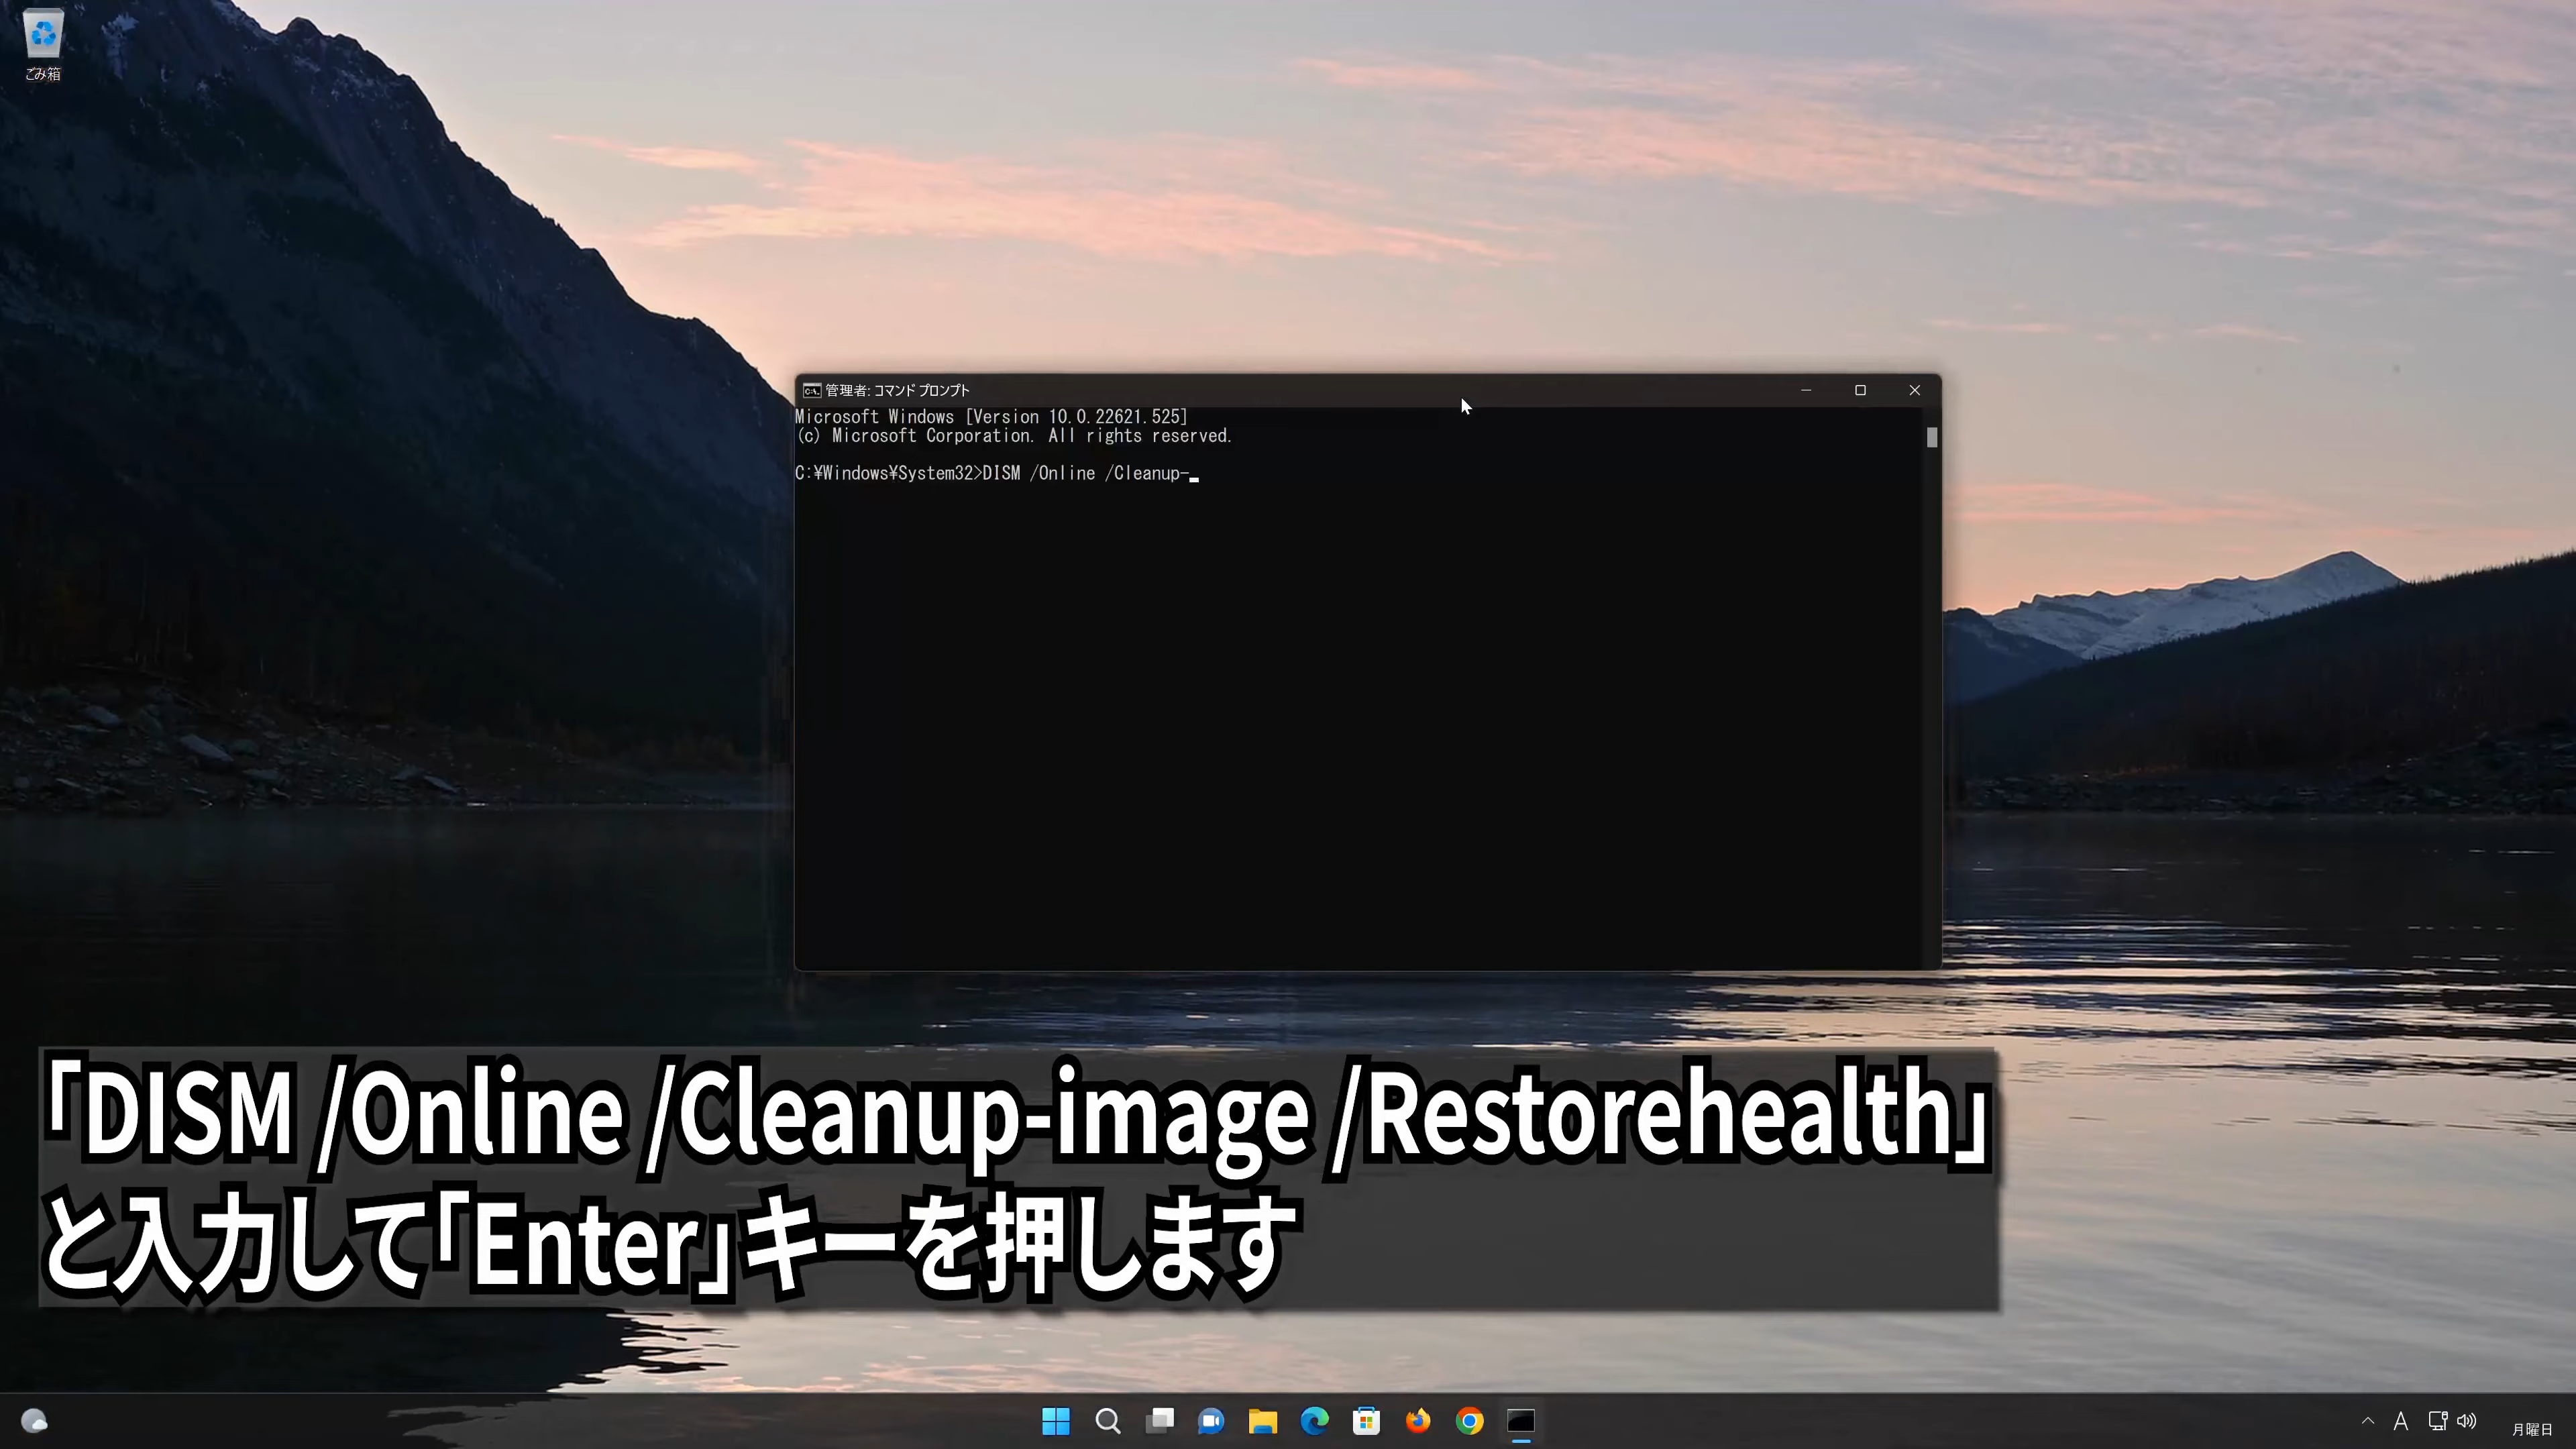 ごみ箱
管理者: コマンド プロンプト
Microsoft Windows [Version 10.0.22621.525]
(c) Microsoft Corporation. All rights reserved.
C:¥Windows¥System32>DISM /Online /Cleanup-
「DISM /Online /Cleanup-image /Restorehealth」
と入力して「Enter」キーを押します
A
月曜日